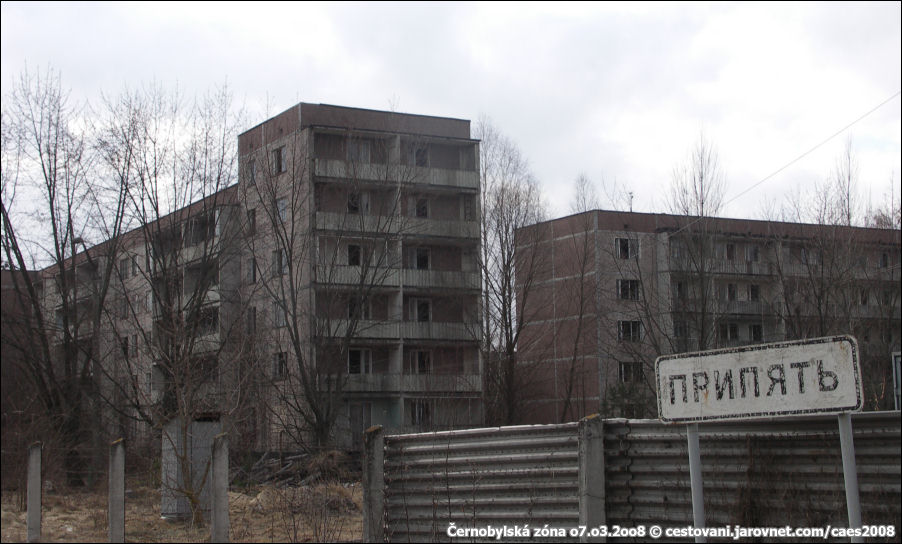 ПРИПЯТЬ
Černobylská zóna o7.o3.2oo8 © cestovani.jarovnet.com/caes2008